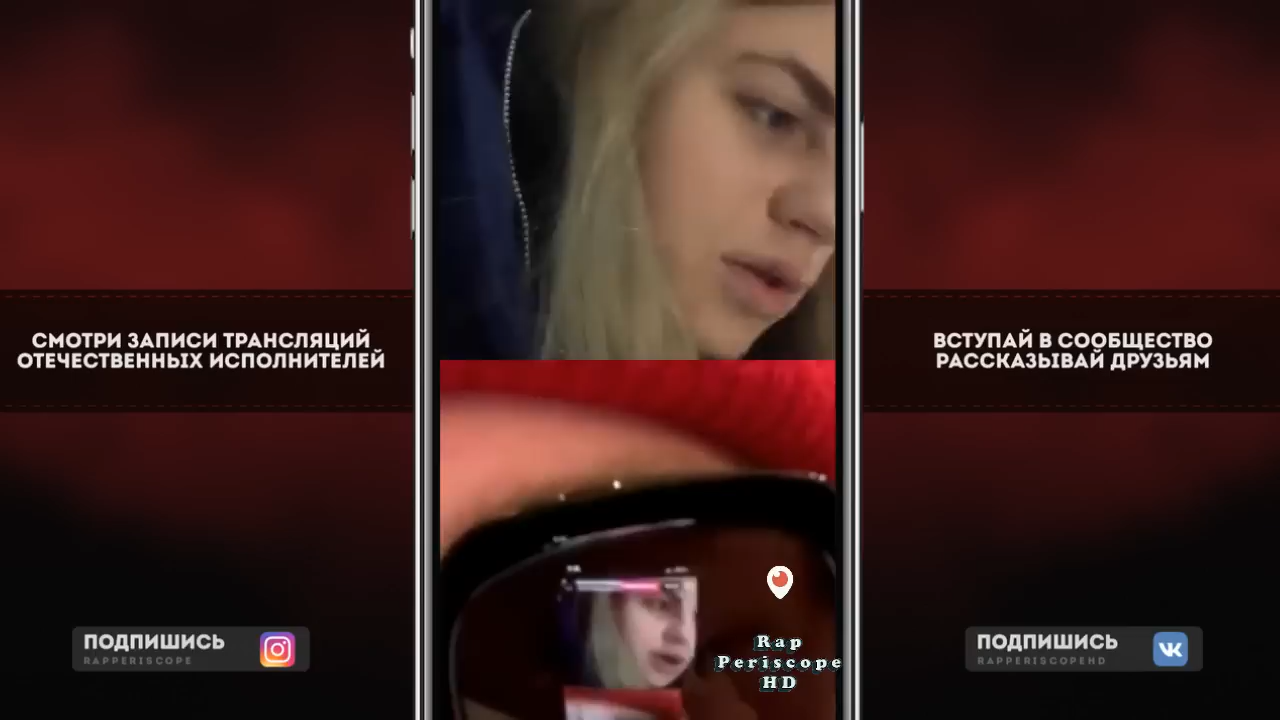 СМОТРИ ЗАПИСИ ТРАНСЛЯЦИЙ
ОТЕЧЕСТВЕННЫХ ИСПОЛНИТЕЛЕЙ
ВСТУПАЙ В СООБЩЕСТВО
РАССКАЗЫВАЙ ДРУЗЬЯМ
ПОДПИШИСЬ
RAPPERISCOPE
Rap
Periscope
HD
ПОДПИШИСЬ
RAPPERISCOPEHD